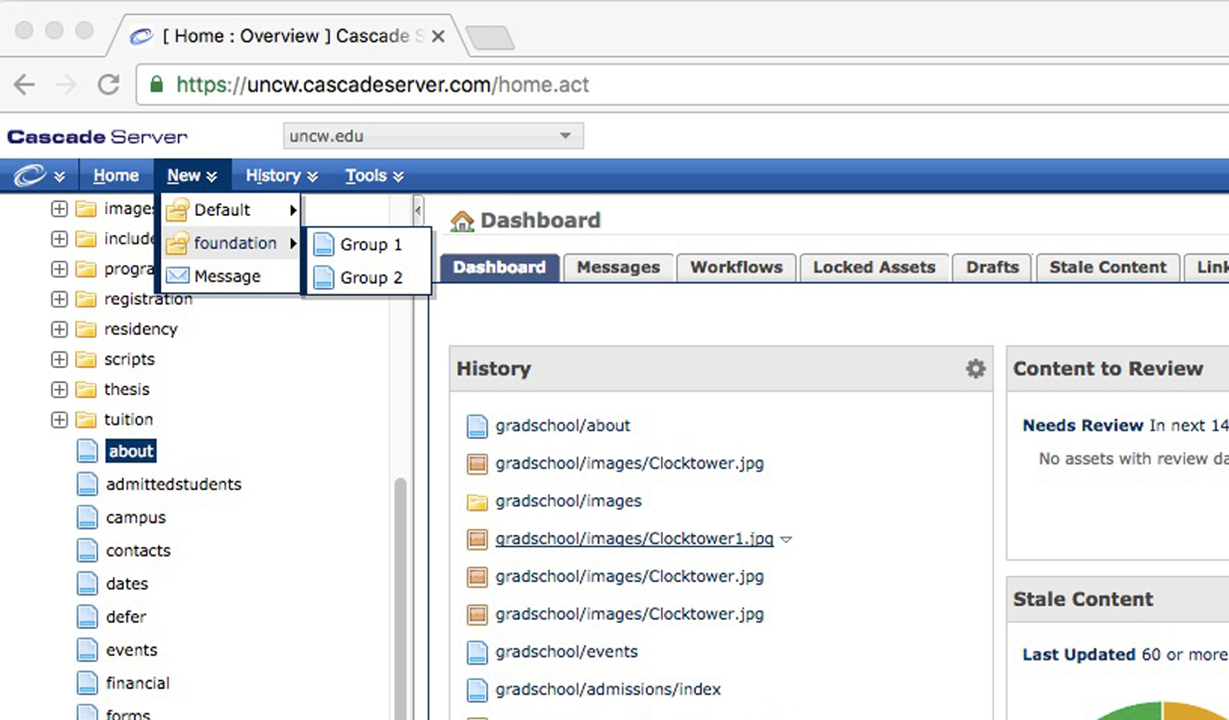 [ Home : Overview ] Cascade S
https://uncw.cascadeserver.com/home.act
Cascade Server
uncw.edu
Home New History Tools
images
include
progra
registration
residency
scripts
thesis
tuition
about
admittedstudents
campus
contacts
dates
defer
events
financial
forms
Default
foundation
Message
Group 1
Group 2
Dashboard
Dashboard Messages Workflows Locked Assets Drafts Stale Content Link
History
gradschool/about
gradschool/images/Clocktower.jpg
gradschool/images
gradschool/images/Clocktower1.jpg
gradschool/images/Clocktower.jpg
gradschool/images/Clocktower.jpg
gradschool/events
gradschool/admissions/index
Content to Review
Needs Review In next 14
No assets with review da
Stale Content
Last Updated 60 or more